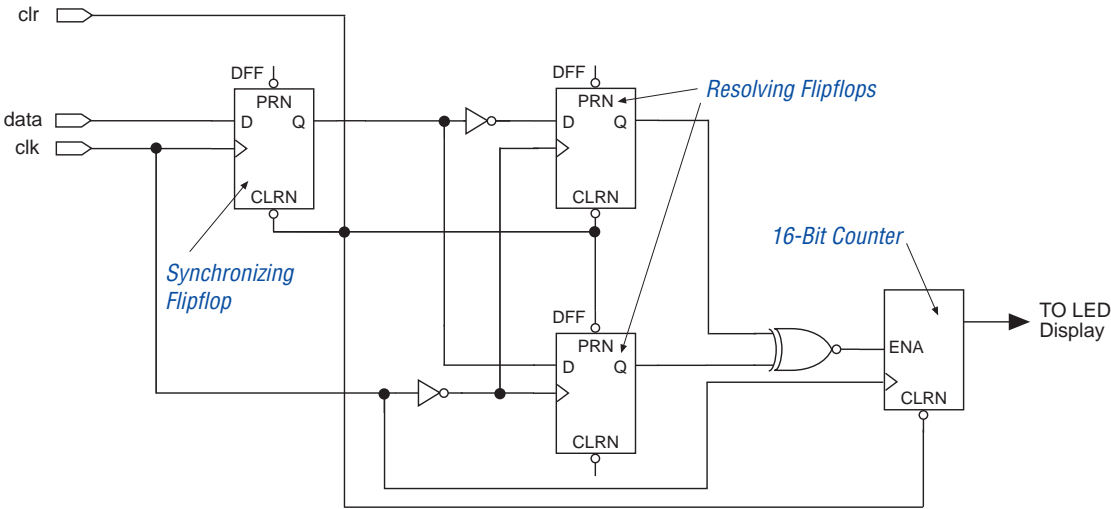 clr
DFF
DFF
PRN
PRN
Resolving Flipflops
data
D
Q
D
Q
clk
CLRN
CLRN
16-Bit Counter
Synchronizing
Flipflop
DFF
PRN
TO LED
Display
ENA
D
Q
CLRN
CLRN